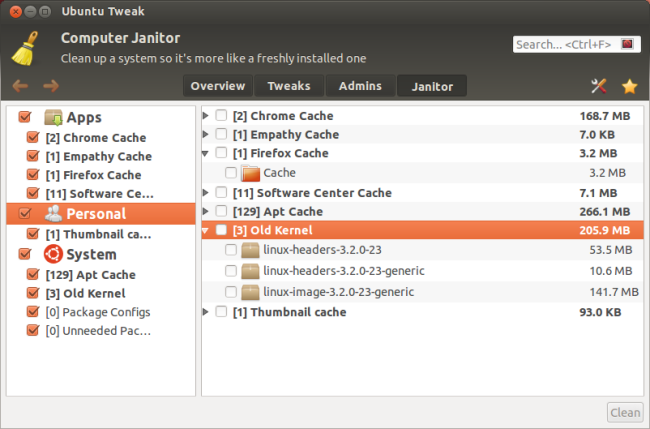 Ubuntu Tweak
Computer Janitor
Clean up a system so it's more like a freshly installed one
Search... <Ctrl+F>
Overview Tweaks Admins Janitor
Apps
[2] Chrome Cache
[1] Empathy Cache
[1] Firefox Cache
[11] Software Ce...
Personal
[1] Thumbnail ca...
System
[129] Apt Cache
[3] Old Kernel
[0] Package Configs
[0] Unneeded Pac...
[2] Chrome Cache 168.7 MB
[1] Empathy Cache 7.0 KB
[1] Firefox Cache 3.2 MB
Cache 3.2 MB
[11] Software Center Cache 7.1 MB
[129] Apt Cache 266.1 MB
[3] Old Kernel 205.9 MB
linux-headers-3.2.0-23 53.5 MB
linux-headers-3.2.0-23-generic 10.6 MB
linux-image-3.2.0-23-generic 141.7 MB
[1] Thumbnail cache 93.0 KB
Clean